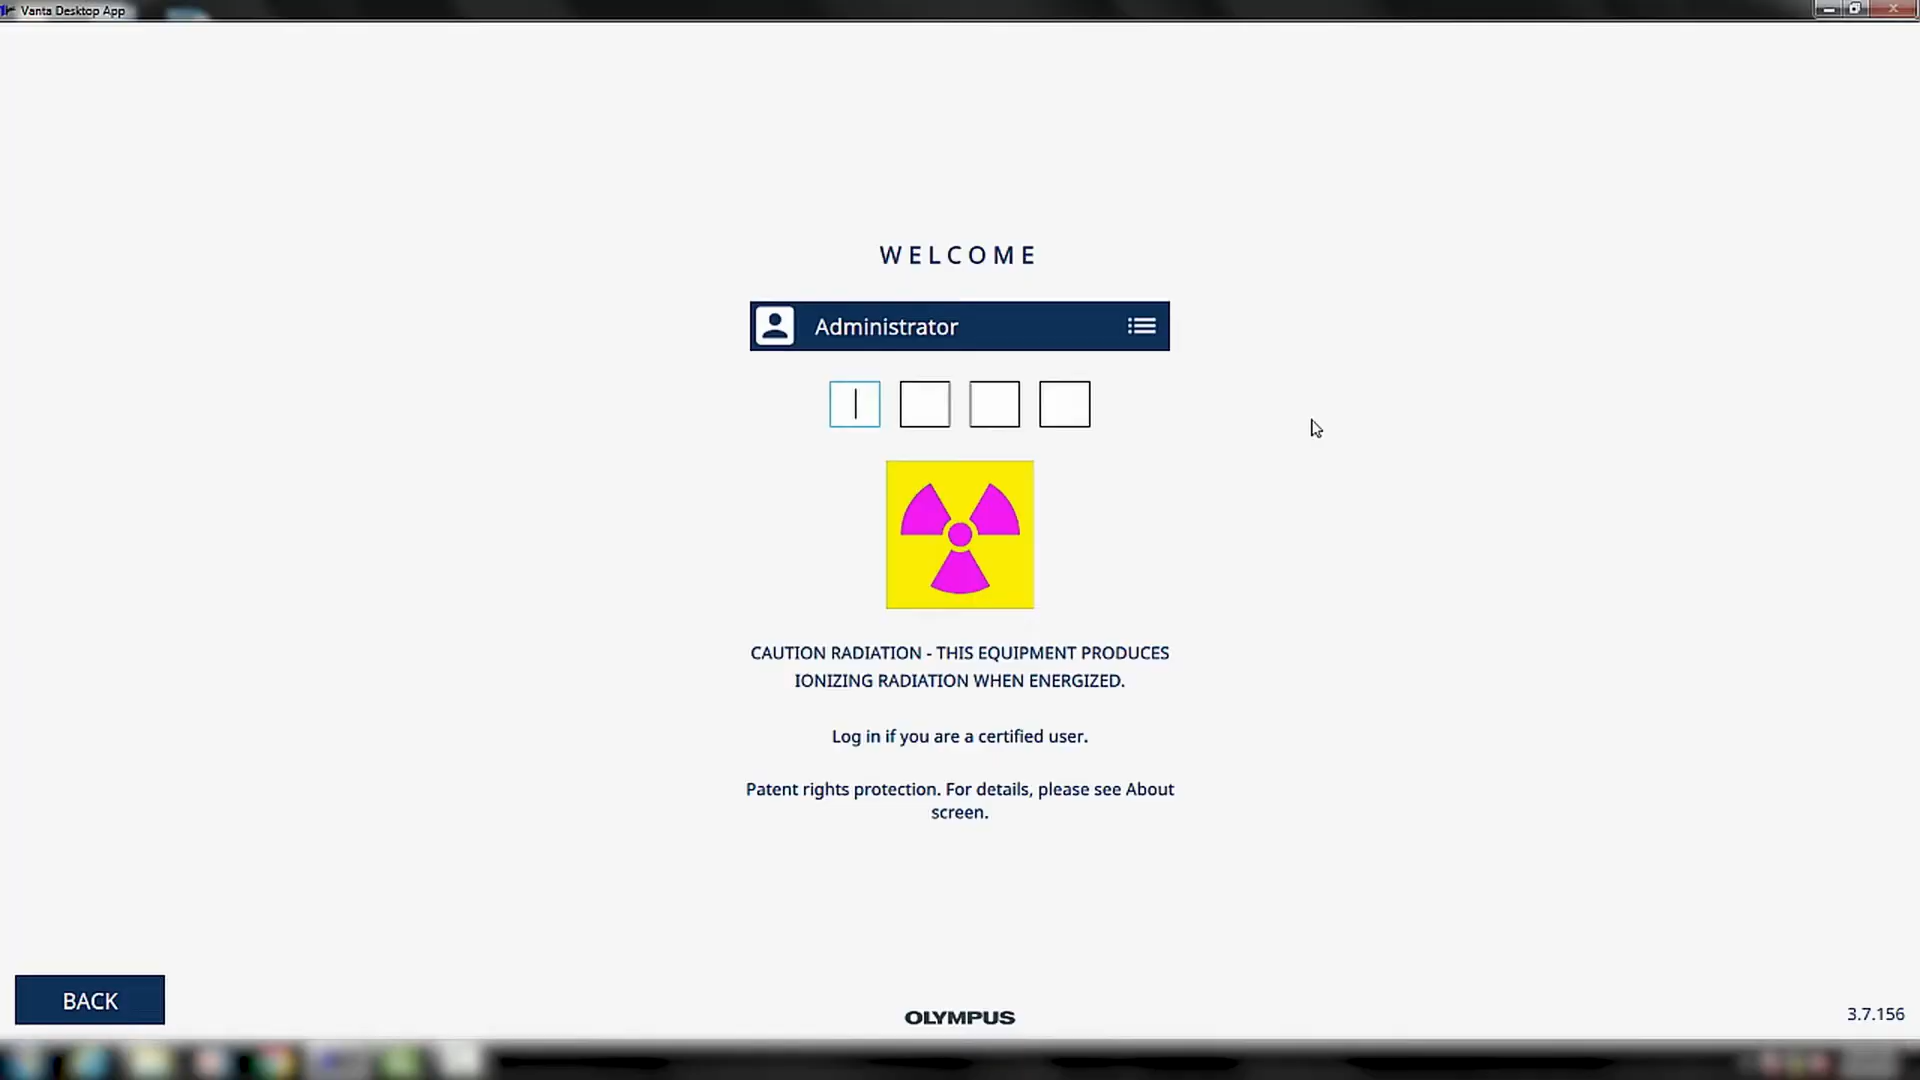 Vanta Desktop App
WELCOME
Administrator
CAUTION RADIATION - THIS EQUIPMENT PRODUCES
IONIZING RADIATION WHEN ENERGIZED.
Log in if you are a certified user.
Patent rights protection. For details, please see About
screen.
BACK
OLYMPUS
3.7.156